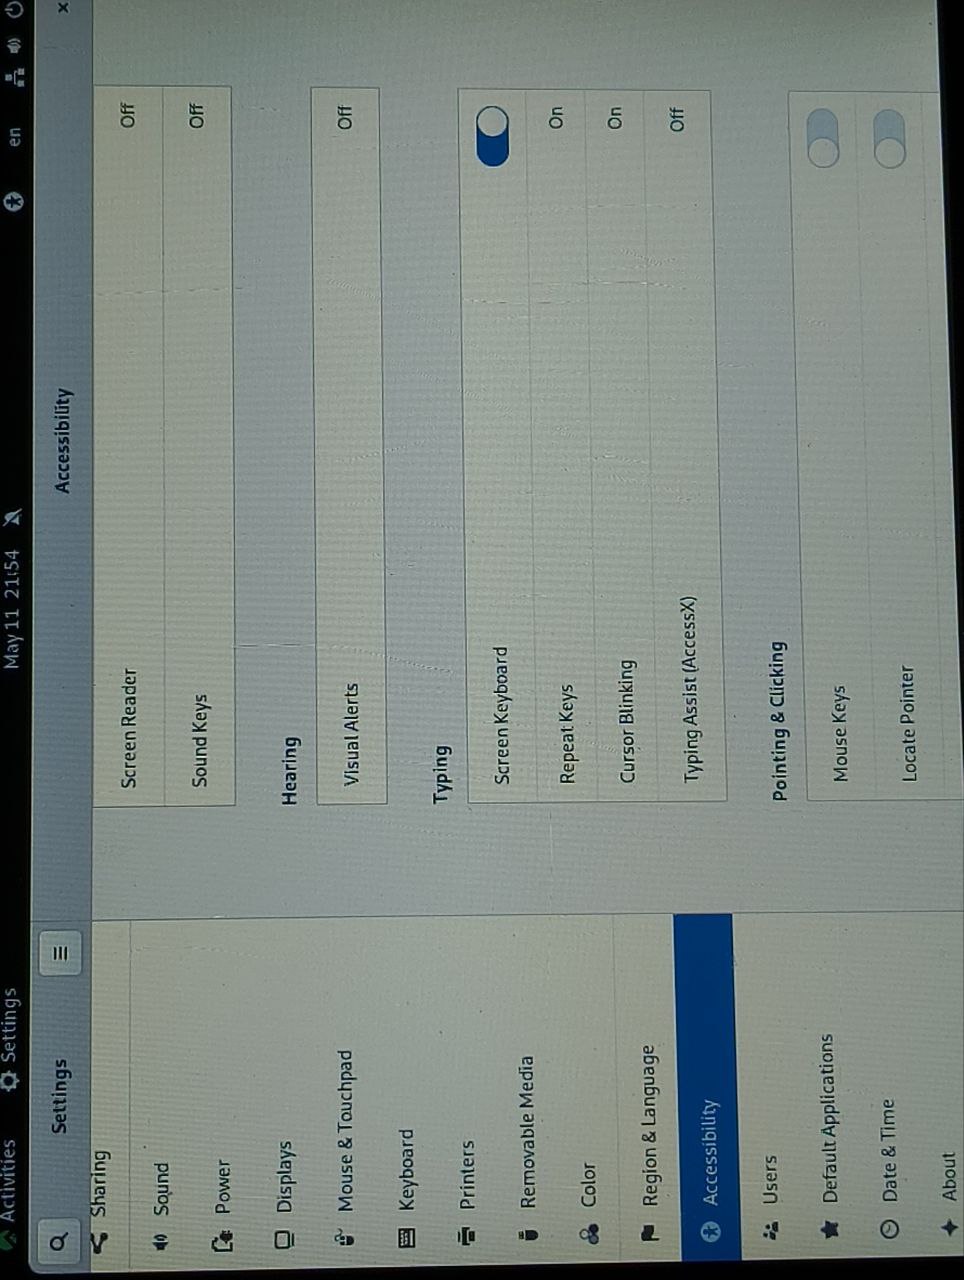 Activities Settings May 11 21:54 en
Settings
Accessibility
Sharing
Sound
Power
Displays
Mouse & Touchpad
Keyboard
Printers
Removable Media
Color
Region & Language
Accessibility
Users
Default Applications
Date & Time
About
Screen Reader Off
Sound Keys Off
Hearing
Visual Alerts Off
Typing
Screen Keyboard
Repeat Keys On
Cursor Blinking On
Typing Assist (AccessX) Off
Pointing & Clicking
Mouse Keys
Locate Pointer